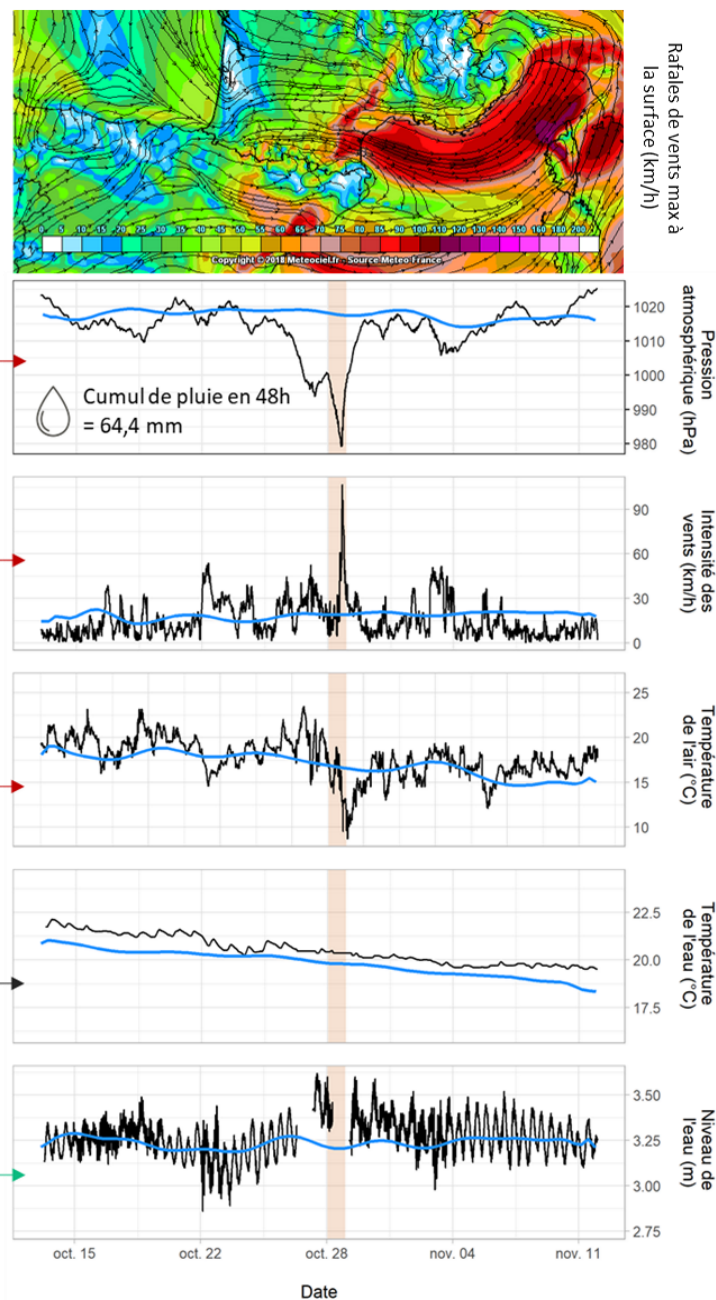 Rafales de vents max à
la surface (km/h)
0 5 10 15 20 25 30 35 40 45 50 55 60 65 70 75 80 85 90 100 110 120 130 140 150 160 180 200
Copyright © 2018 Meteociel.fr - Source Meteo-France
1020
1010
1000
990
980
Pression
atmosphérique (hPa)
Cumul de pluie en 48h
= 64,4 mm
90
60
30
0
Intensité des
vents (km/h)
25
20
15
10
Température
de l'air (°C)
22.5
20.0
17.5
Température
de l'eau (°C)
3.50
3.25
3.00
2.75
Niveau de
l'eau (m)
oct. 15 oct. 22 oct. 28 nov. 04 nov. 11
Date